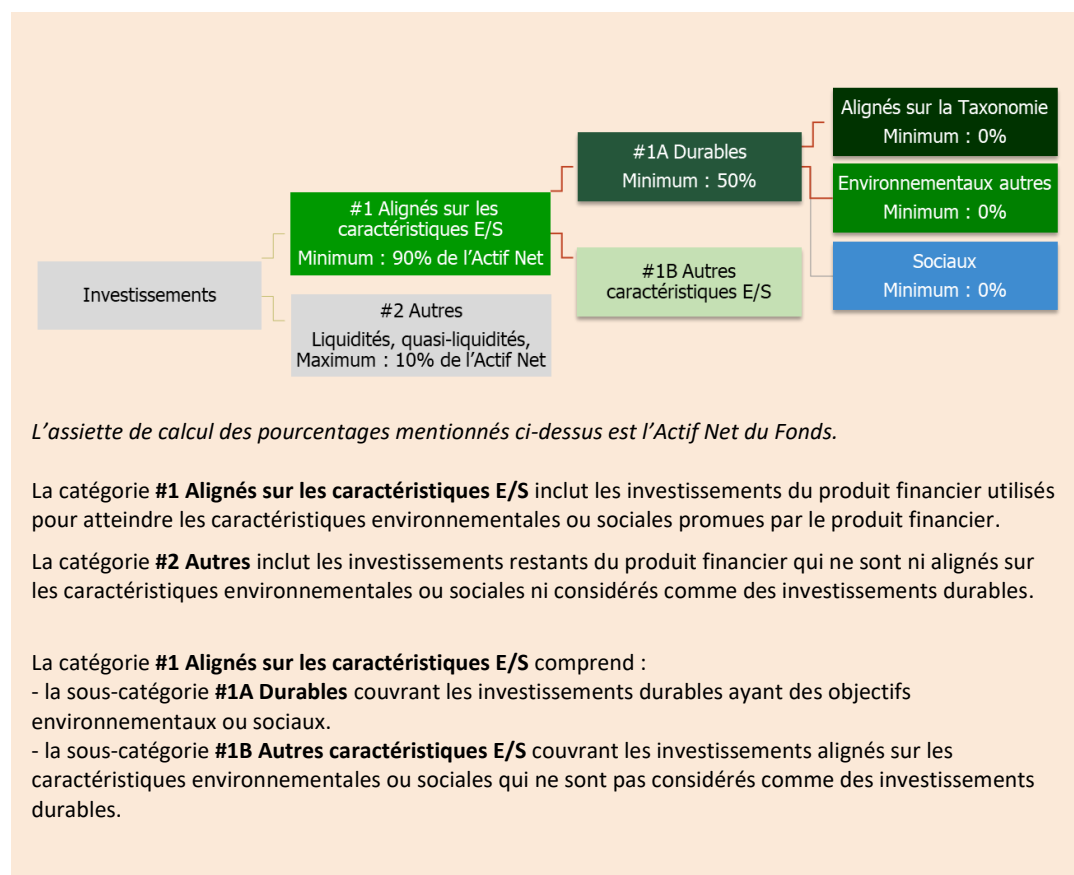 Alignés sur la Taxonomie
Minimum : 0%
#1A Durables
Minimum : 50%
Environnementaux autres
Minimum : 0%
#1 Alignés sur les
caractéristiques E/S
Minimum : 90% de l’Actif Net
#1B Autres
caractéristiques E/S
Sociaux
Minimum : 0%
Investissements
#2 Autres
Liquidités, quasi-liquidités,
Maximum : 10% de l’Actif Net
L’assiette de calcul des pourcentages mentionnés ci-dessus est l’Actif Net du Fonds.
La catégorie #1 Alignés sur les caractéristiques E/S inclut les investissements du produit financier utilisés
pour atteindre les caractéristiques environnementales ou sociales promues par le produit financier.
La catégorie #2 Autres inclut les investissements restants du produit financier qui ne sont ni alignés sur
les caractéristiques environnementales ou sociales ni considérés comme des investissements durables.
La catégorie #1 Alignés sur les caractéristiques E/S comprend :
- la sous-catégorie #1A Durables couvrant les investissements durables ayant des objectifs
environnementaux ou sociaux.
- la sous-catégorie #1B Autres caractéristiques E/S couvrant les investissements alignés sur les
caractéristiques environnementales ou sociales qui ne sont pas considérés comme des investissements
durables.